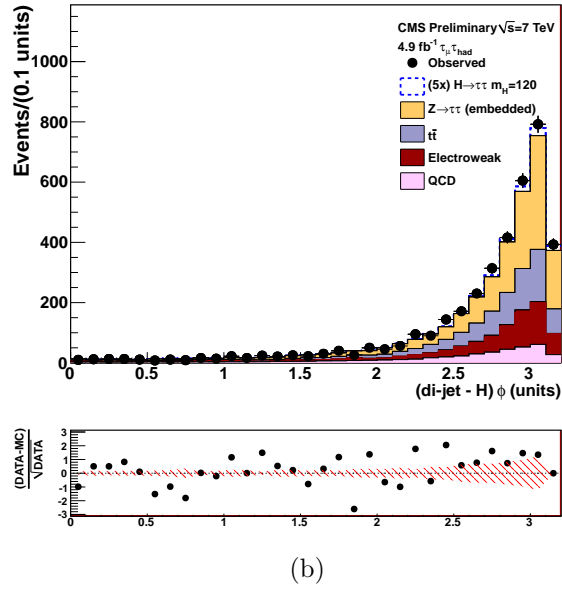 CMS Preliminary √s=7 TeV
4.9 fb⁻¹ τ_μ τ_had
Observed
(5x) H→ττ m_H=120
Z→ττ (embedded)
tt̄
Electroweak
QCD
Events/(0.1 units)
1000
800
600
400
200
0
0 0.5 1 1.5 2 2.5 3
(di-jet - H) ϕ (units)
(DATA-MC)
√DATA
3
2
1
0
-1
-2
-3
0 0.5 1 1.5 2 2.5 3
(b)